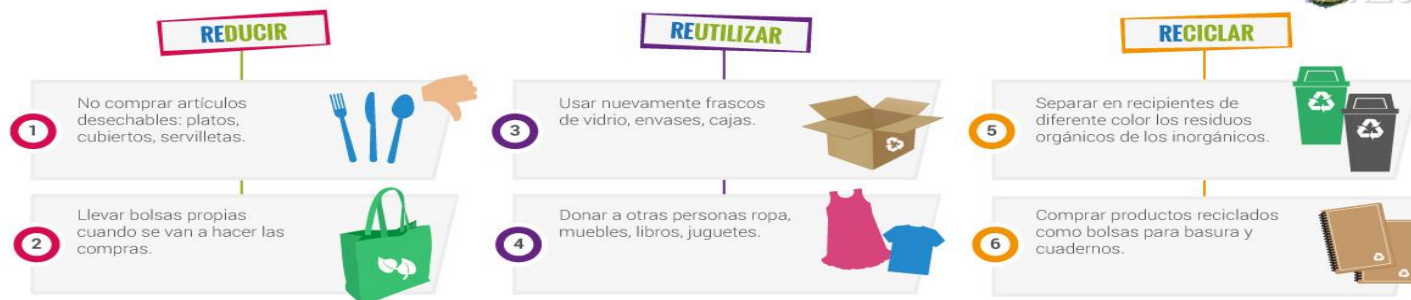 REDUCIR
1
No comprar artículos
desechables: platos,
cubiertos, servilletas.
2
Llevar bolsas propias
cuando se van a hacer las
compras.
REUTILIZAR
3
Usar nuevamente frascos
de vidrio, envases, cajas.
4
Donar a otras personas ropa,
muebles, libros, juguetes.
RECICLAR
5
Separar en recipientes de
diferente color los residuos
orgánicos de los inorgánicos.
6
Comprar productos reciclados
como bolsas para basura y
cuadernos.